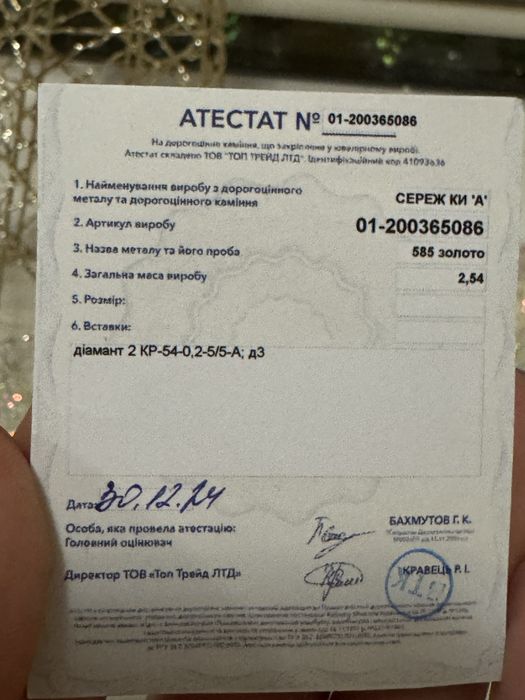 АТЕСТАТ № 01-200365086
На дорогоцінне каміння, що закріплено у ювелірному виробі.
Атестат складено ТОВ "ТОП ТРЕЙД ЛТД". Ідентифікаційний код 41093636
1. Найменування виробу з дорогоцінного
металу та дорогоцінного каміння
СЕРЕЖ КИ 'А'
2. Артикул виробу 01-200365086
3. Назва металу та його проба 585 золото
4. Загальна маса виробу 2,54
5. Розмір:
6. Вставки:
діамант 2 КР-54-0,2-5/5-А; д3
Дата: 30.12.24
Особа, яка провела атестацію:
Головний оцінювач
БАХМУТОВ Г. К.
Директор ТОВ «Топ Трейд ЛТД» КРАВЕЦЬ Р. І.
ВТК